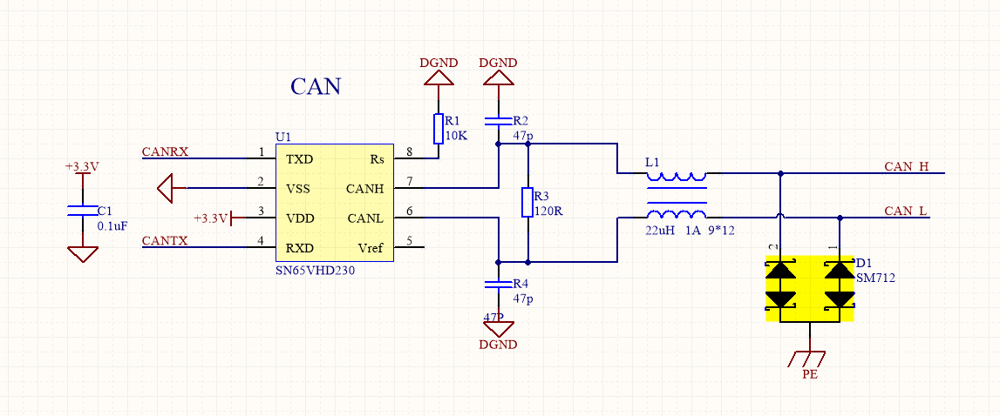 DGND
DGND
CAN
R1
10K
R2
47p
U1
CANRX
1
TXD
Rs
8
+3.3V
2
VSS
CANH
7
C1
0.1uF
+3.3V
3
VDD
CANL
6
CANTX
4
RXD
Vref
5
SN65VHD230
R3
120R
R4
47p
47P
DGND
L1
22uH 1A 9*12
CAN H
CAN L
2
1
D1
SM712
PE